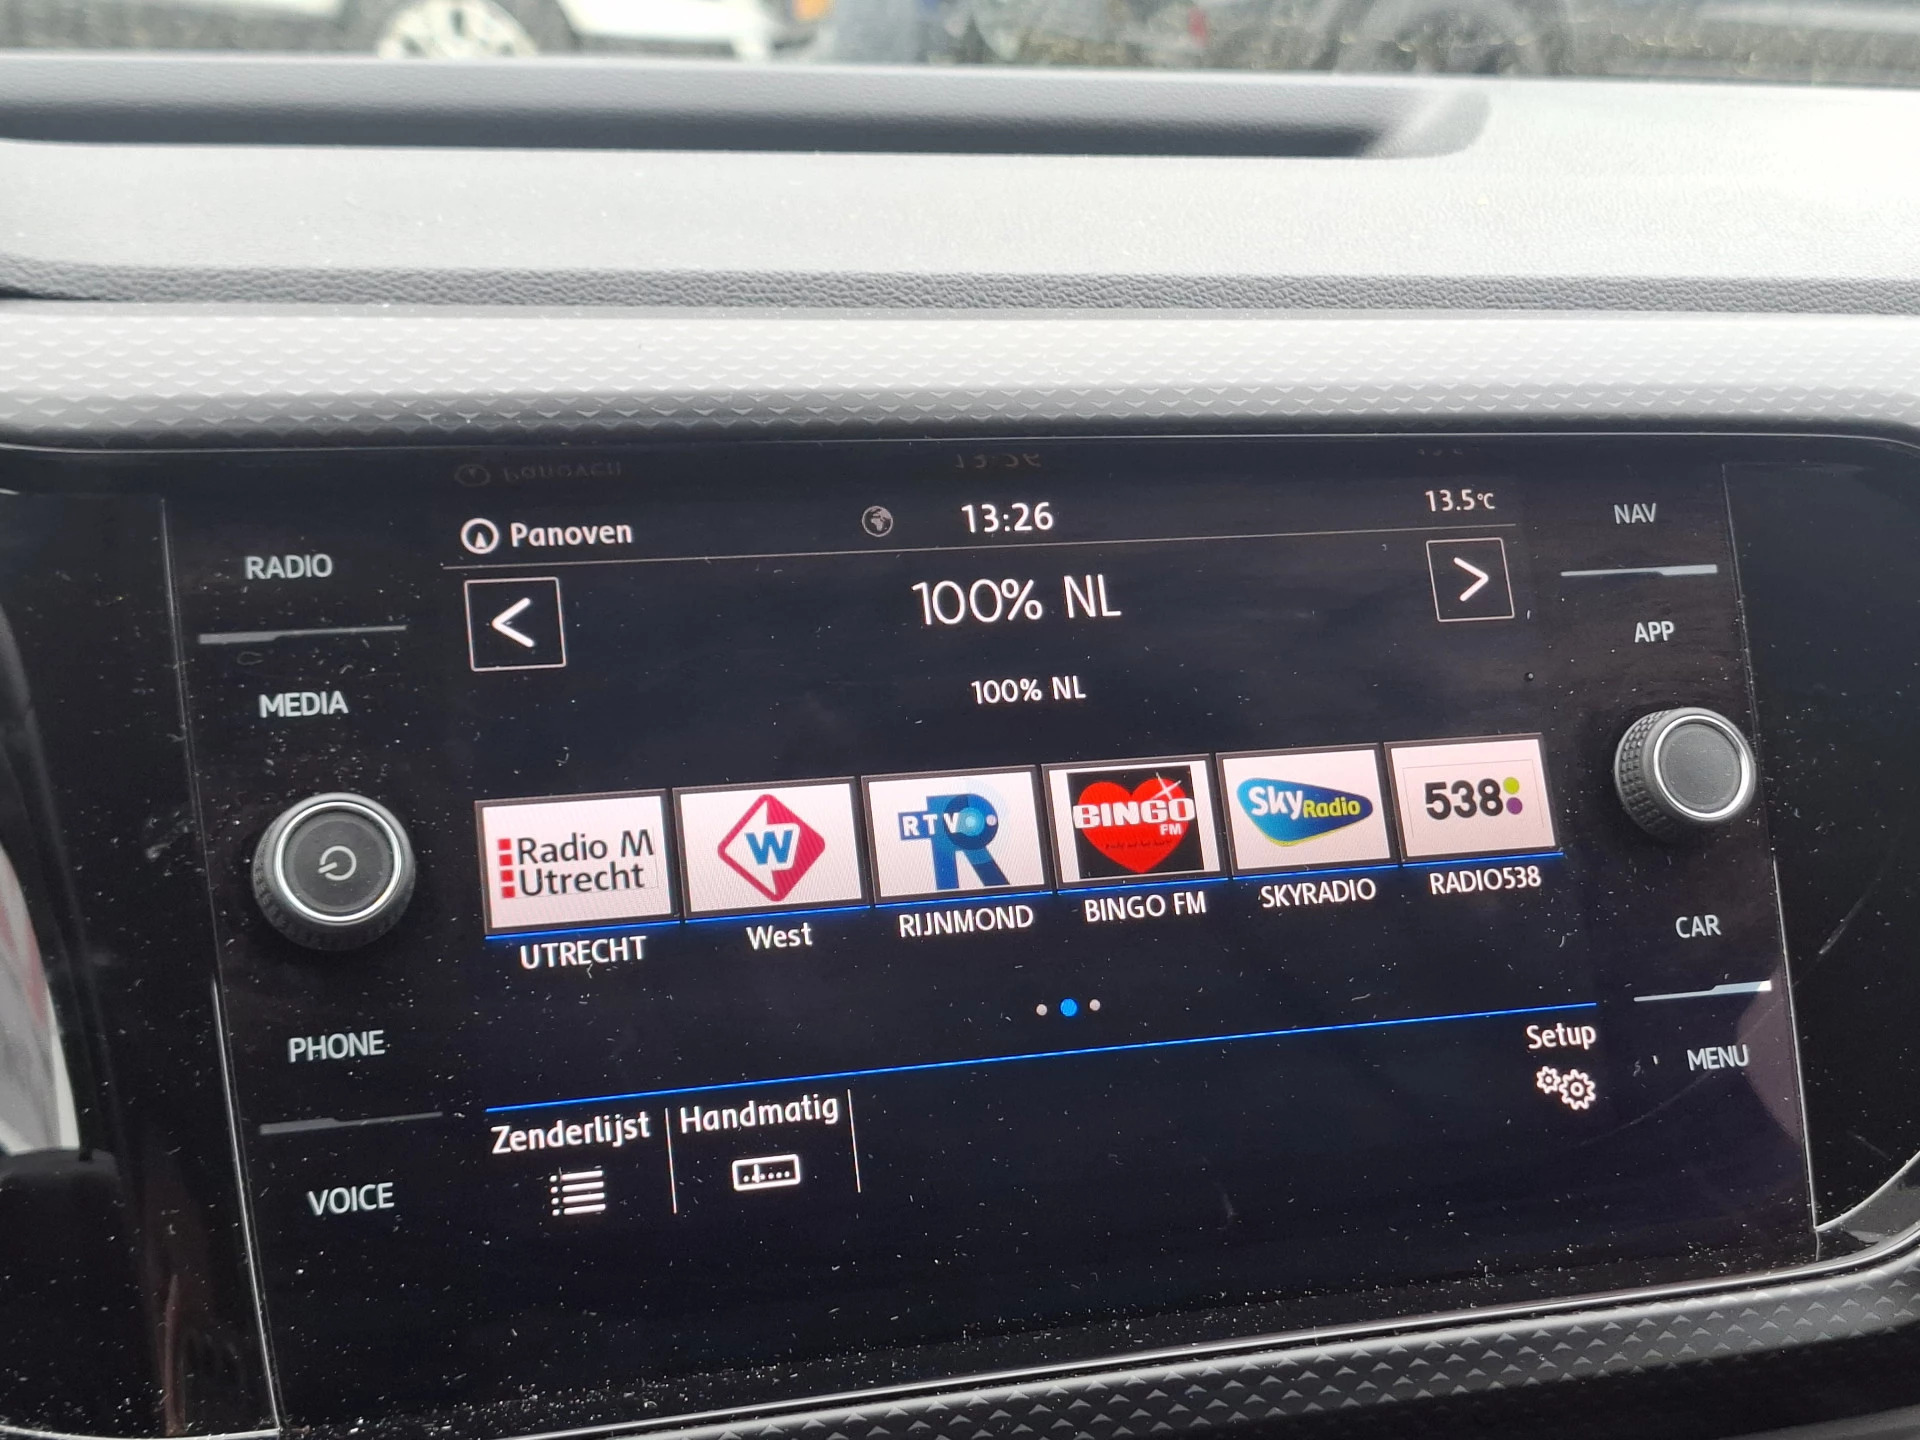 Panoven
13:26
13.5°C
RADIO
MEDIA
PHONE
VOICE
NAV
APP
CAR
MENU
100% NL
100% NL
Radio M
Utrecht
UTRECHT
W
West
RTV
R
RIJNMOND
BINGO
FM
BINGO FM
Sky Radio
SKYRADIO
538
RADIO538
Setup
Zenderlijst
Handmatig